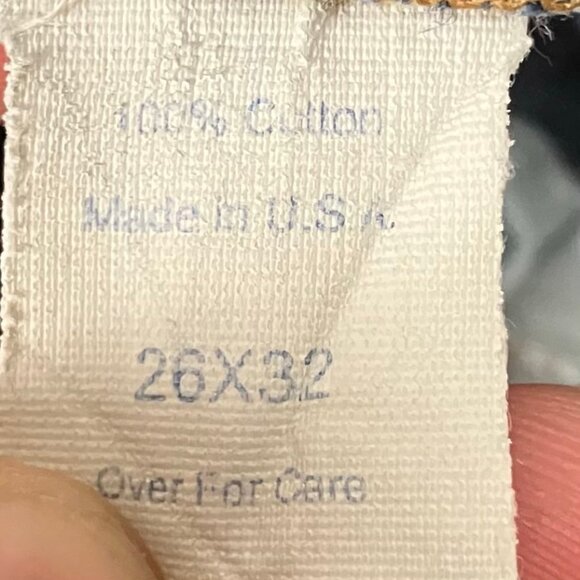 100% Cotton
Made in U.S.A.
26X32
Over For Care